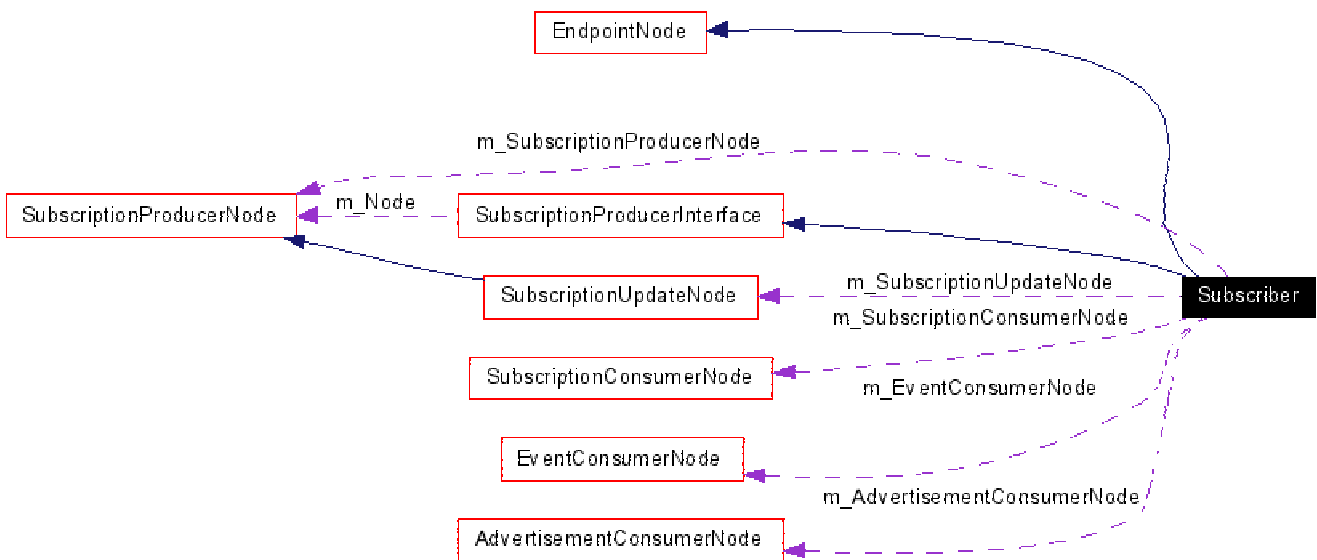 EndpointNode
m_SubscriptionProducerNode
SubscriptionProducerNode
m_Node
SubscriptionProducerInterface
SubscriptionUpdateNode
m_SubscriptionUpdateNode
Subscriber
m_SubscriptionConsumerNode
SubscriptionConsumerNode
m_EventConsumerNode
EventConsumerNode
m_AdvertisementConsumerNode
AdvertisementConsumerNode